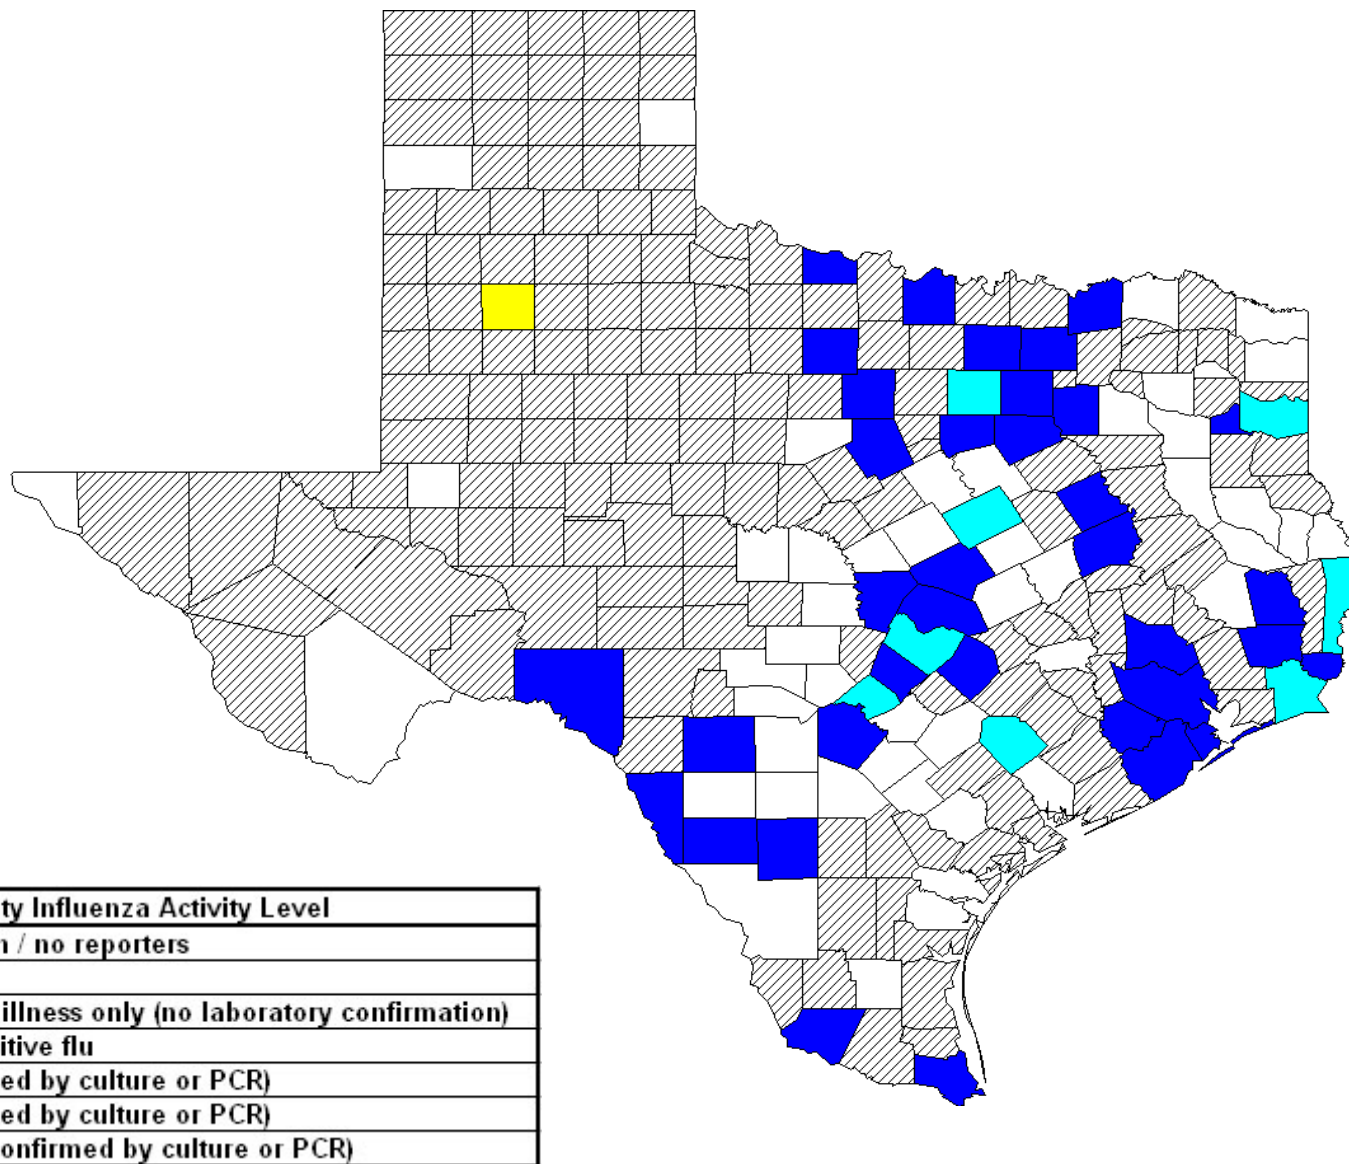 ty Influenza Activity Level
n / no reporters
illness only (no laboratory confirmation)
itive flu
ed by culture or PCR)
ed by culture or PCR)
onfirmed by culture or PCR)